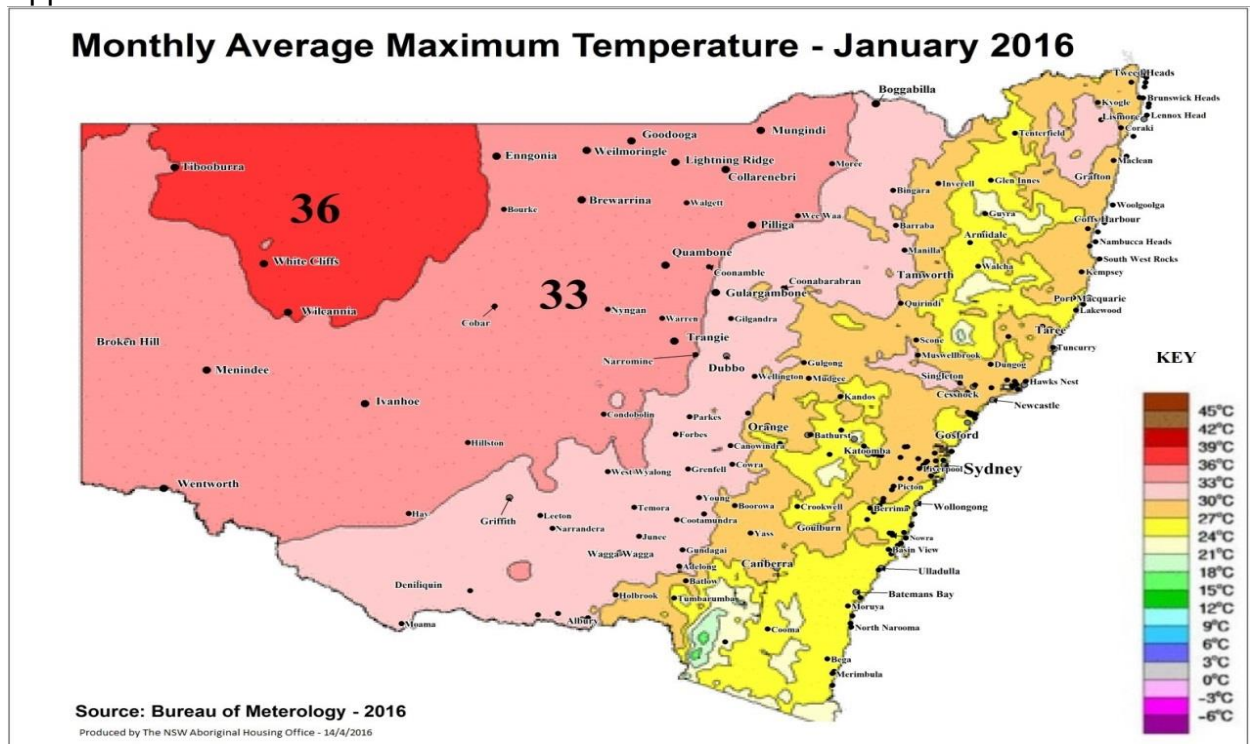 Monthly Average Maximum Temperature - January 2016
Tweed Heads
Boggabilla
Kyogle
Brunswick Heads
Lismore
Lennox Head
Coraki
Goodooga
Mungindi
Tenterfield
Enngonia
Weilmoringle
Lightning Ridge
Maclean
Tibooburra
Collarenebri
Moree
Grafton
Glen Innes
Inverell
Bingara
36
Bourke
Brewarrina
Walgett
Wee Waa
Guyra
Woolgoolga
Coffs Harbour
Pilliga
Barraba
Armidale
Nambucca Heads
Quambone
Manilla
White Cliffs
Coonamble
Walcha
South West Rocks
Tamworth
Kempsey
Coonabarabran
Gulargambone
33
Port Macquarie
Quirindi
Lakewood
Wilcannia
Cobar
Nyngan
Warren
Gilgandra
Taree
Broken Hill
Trangie
Scone
Tuncurry
Narromine
Muswellbrook
KEY
Dubbo
Gulgong
Dungog
Menindee
Wellington
Mudgee
Singleton
Hawks Nest
Cessnock
Kandos
Newcastle
Ivanhoe
Condobolin
Parkes
Orange
Forbes
Bathurst
Gosford
Hillston
Canowindra
Katoomba
West Wyalong
Grenfell
Cowra
Liverpool
Sydney
Wentworth
Picton
Young
Hay
Griffith
Leeton
Temora
Boorowa
Crookwell
Berrima
Wollongong
Narrandera
Cootamundra
Goulburn
Junee
Yass
Nowra
Wagga Wagga
Gundagai
Basin View
Adelong
Canberra
Ulladulla
Deniliquin
Batlow
Holbrook
Tumbarumba
Batemans Bay
Moruya
Moama
Albury
Cooma
North Narooma
Bega
Merimbula
45°C
42°C
39°C
36°C
33°C
30°C
27°C
24°C
21°C
18°C
15°C
12°C
9°C
6°C
3°C
0°C
-3°C
-6°C
Source: Bureau of Meterology - 2016
Produced by The NSW Aboriginal Housing Office - 14/4/2016